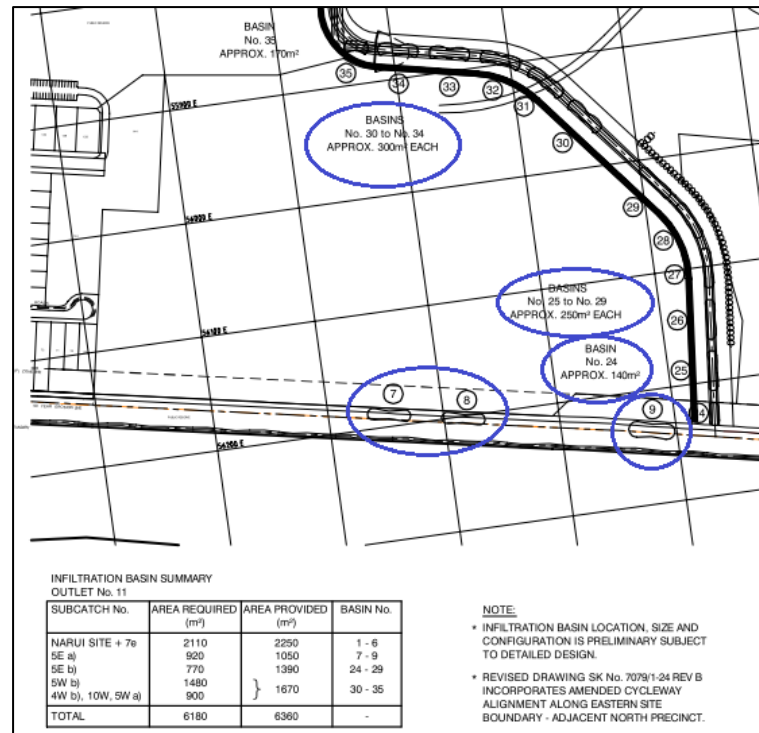 BASIN
No. 35
APPROX. 170m²
35
34
33
32
31
30
55900 E
BASINS
No. 30 to No. 34
APPROX. 300m² EACH
29
28
27
26
25
56000 E
BASINS
No. 25 to No. 29
APPROX. 250m² EACH
56100 E
BASIN
No. 24
APPROX. 140m²
7
8
9
4
56200 E
INFILTRATION BASIN SUMMARY
OUTLET No. 11
SUBCATCH No. AREA REQUIRED (m²) AREA PROVIDED (m²) BASIN No.
NARUI SITE + 7e 2110 2250 1 - 6
5E a) 920 1050 7 - 9
5E b) 770 1390 24 - 29
5W b) 1480
4W b), 10W, 5W a) 900 } 1670 30 - 35
TOTAL 6180 6360 -
NOTE:
* INFILTRATION BASIN LOCATION, SIZE AND
CONFIGURATION IS PRELIMINARY SUBJECT
TO DETAILED DESIGN.
* REVISED DRAWING SK No. 7079/1-24 REV B
INCORPORATES AMENDED CYCLEWAY
ALIGNMENT ALONG EASTERN SITE
BOUNDARY - ADJACENT NORTH PRECINCT.